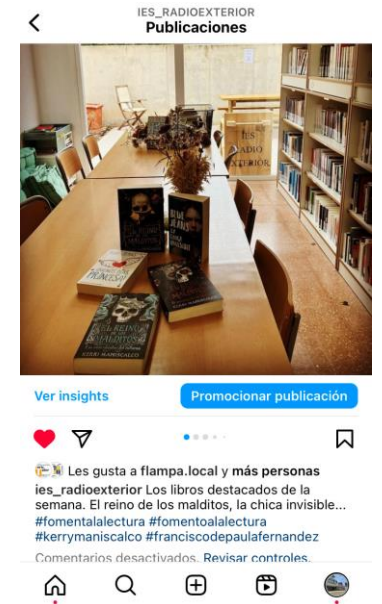 IES_RADIOEXTERIOR
Publicaciones
IES
RADIO
EXTERIOR
PRINCESA
EL REINO
DE LOS
MALDITOS
KERRI MANISCALCO
Ver insights
Promocionar publicación
Les gusta a flampa.local y más personas
ies_radioexterior Los libros destacados de la
semana. El reino de los malditos, la chica invisible...
#fomentalalectura #fomentoalalectura
#kerrymaniscalco #franciscodepaulafernandez
Comentarios desactivados. Revisar controles.